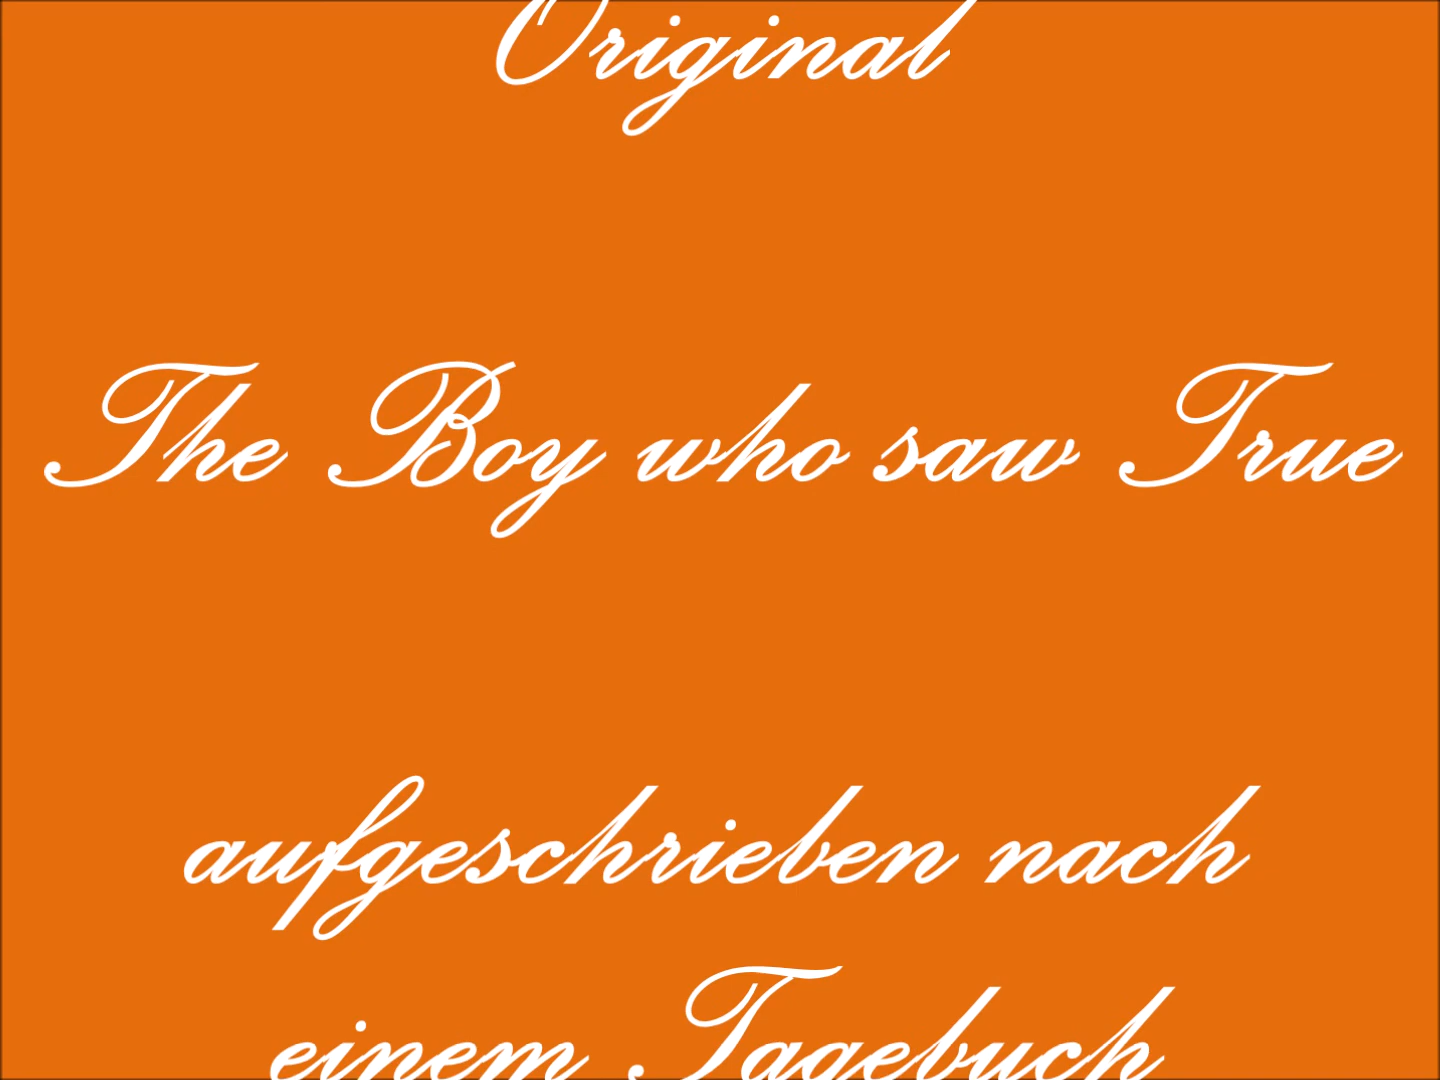 Original
The Boy who saw True
aufgeschrieben nach
einem Tagebuch